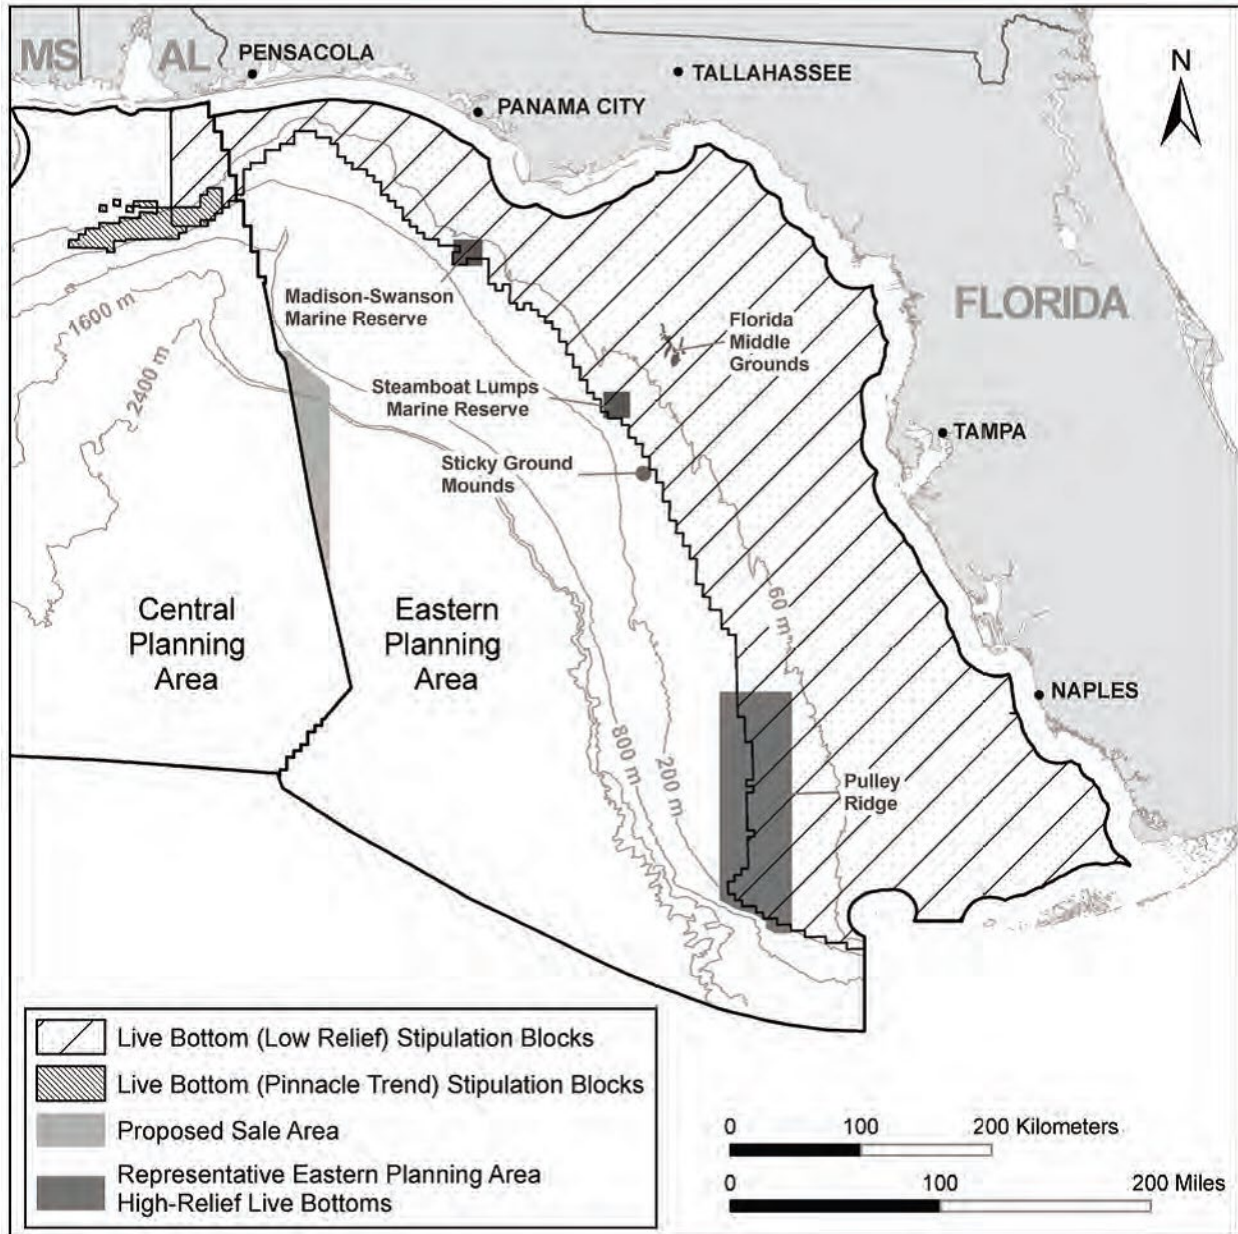 MS
AL
PENSACOLA
TALLAHASSEE
N
PANAMA CITY
Madison-Swanson
Marine Reserve
Florida
Middle
Grounds
FLORIDA
1600 m
2400 m
Steamboat Lumps
Marine Reserve
TAMPA
Sticky Ground
Mounds
Central
Planning
Area
Eastern
Planning
Area
60 m
NAPLES
800 m
200 m
Pulley
Ridge
Live Bottom (Low Relief) Stipulation Blocks
Live Bottom (Pinnacle Trend) Stipulation Blocks
Proposed Sale Area
Representative Eastern Planning Area
High-Relief Live Bottoms
0 100 200 Kilometers
0 100 200 Miles